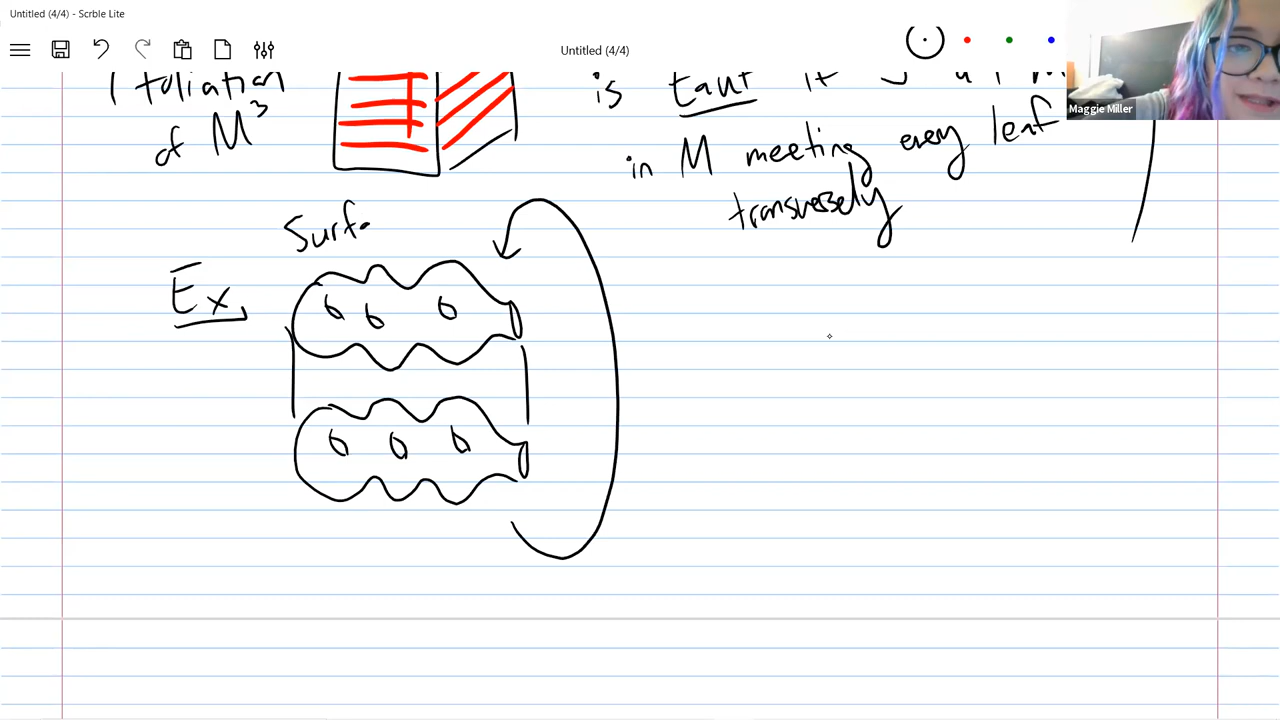 Untitled (4/4) - Scrble Lite
Untitled (4/4)
Maggie Miller
foliation
of M³
is taut if
in M meeting every leaf
transversely
Surfa
Ex,